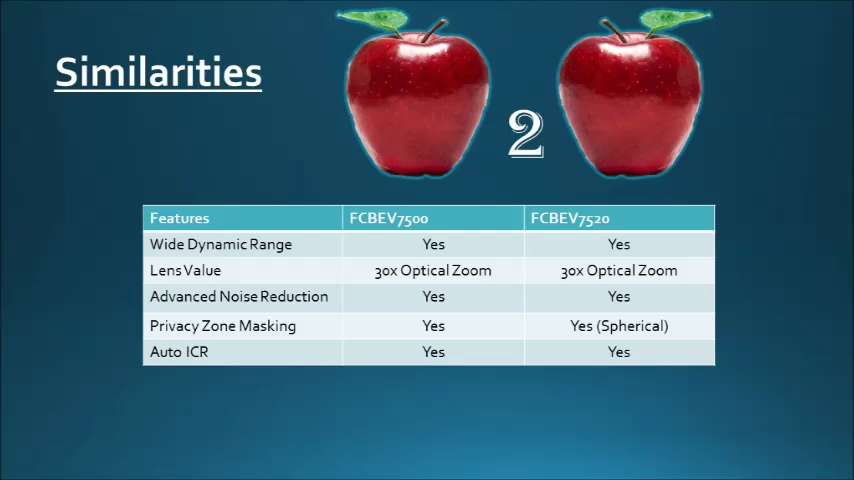 Similarities
2
Features FCBEV7500 FCBEV7520
Wide Dynamic Range Yes Yes
Lens Value 30x Optical Zoom 30x Optical Zoom
Advanced Noise Reduction Yes Yes
Privacy Zone Masking Yes Yes (Spherical)
Auto ICR Yes Yes